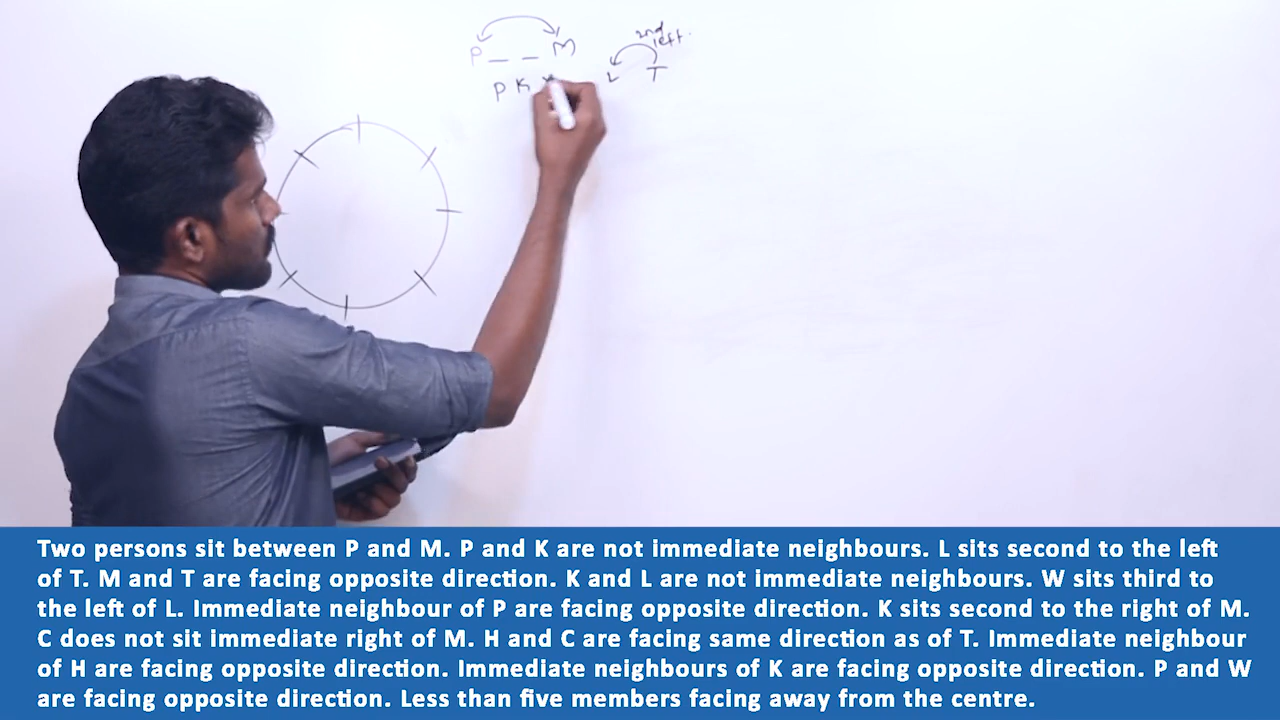 2nd
left.
P _ _ M
L T
P K
Two persons sit between P and M. P and K are not immediate neighbours. L sits second to the left
of T. M and T are facing opposite direction. K and L are not immediate neighbours. W sits third to
the left of L. Immediate neighbour of P are facing opposite direction. K sits second to the right of M.
C does not sit immediate right of M. H and C are facing same direction as of T. Immediate neighbour
of H are facing opposite direction. Immediate neighbours of K are facing opposite direction. P and W
are facing opposite direction. Less than five members facing away from the centre.